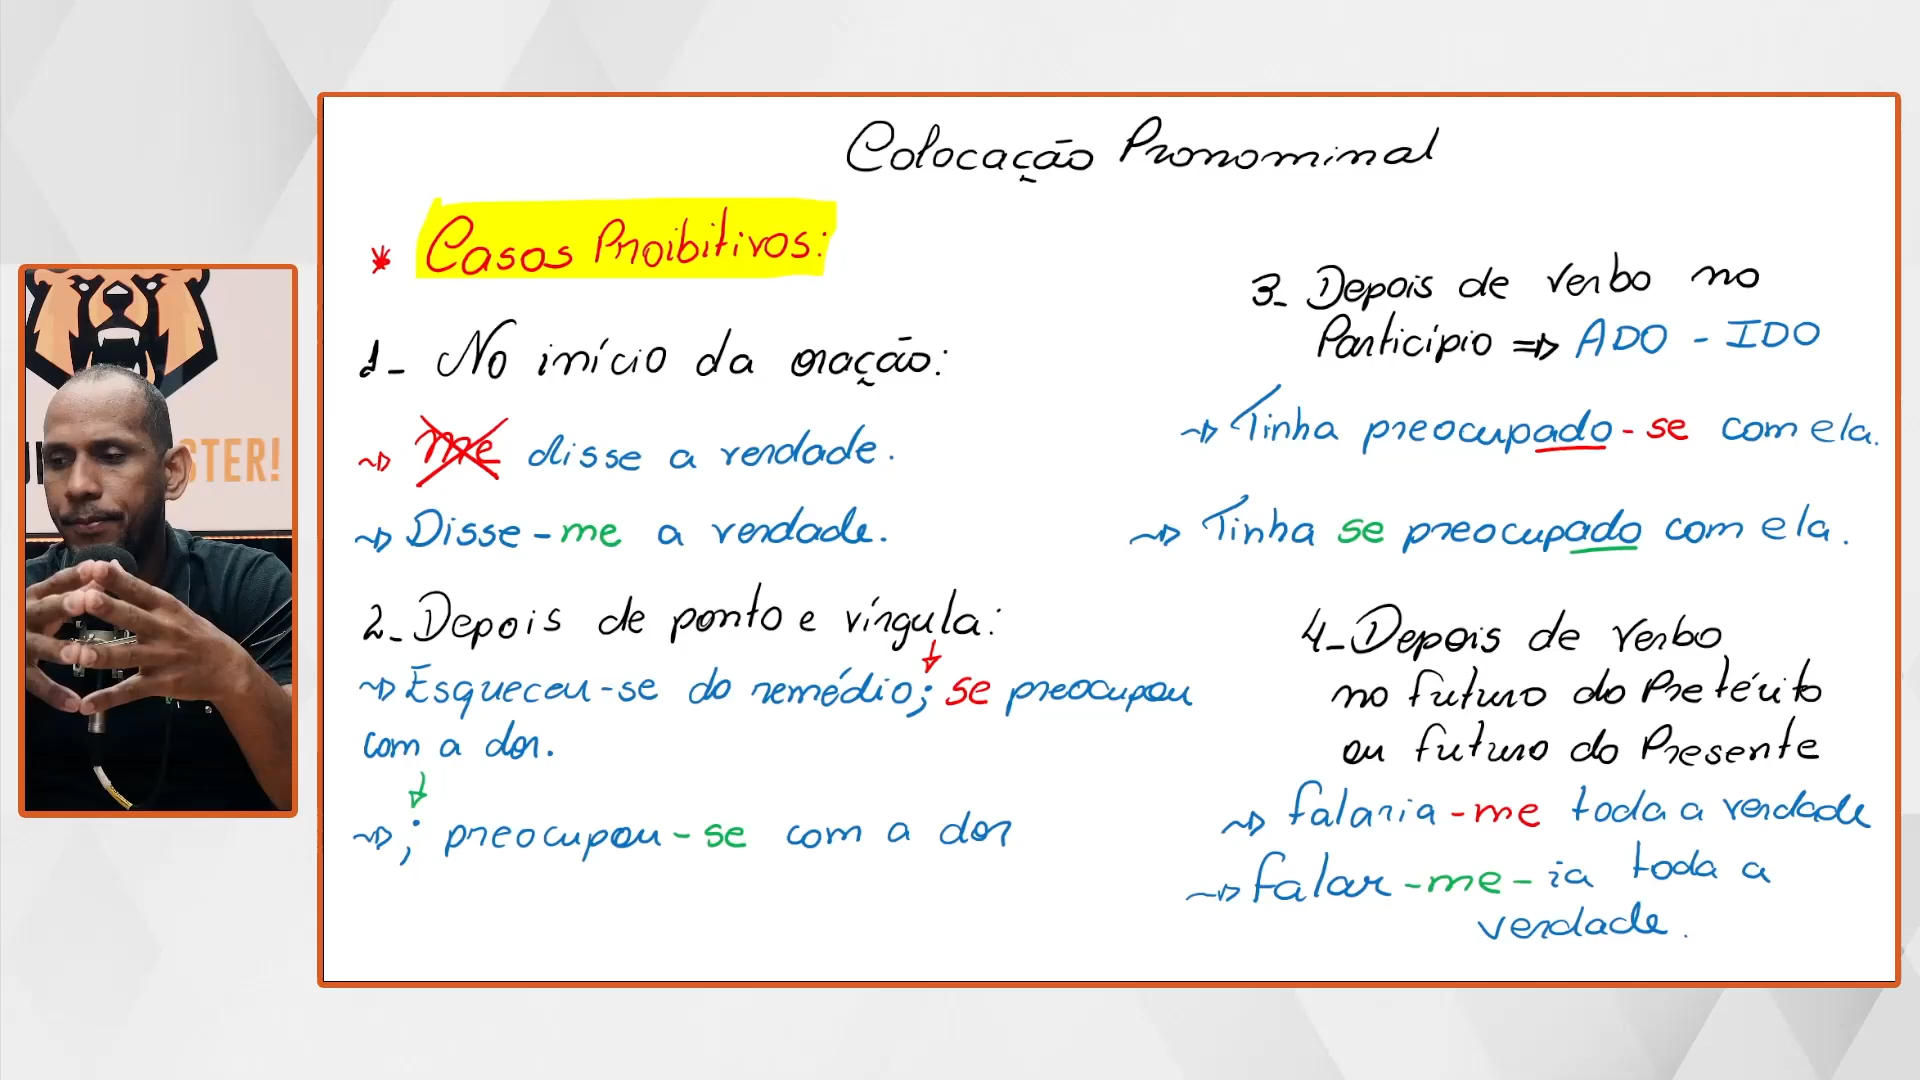 Colocação Pronominal
* Casos Proibitivos:
1- No início da oração:
~> me disse a verdade.
~> Disse-me a verdade.
2- Depois de ponto e vírgula:
~> Esqueceu-se do remédio; se preocupou
com a dor.
~> ; preocupou-se com a dor
3- Depois de verbo no
Particípio => ADO - IDO
~> Tinha preocupado-se com ela.
~> Tinha se preocupado com ela.
4- Depois de verbo
no futuro do Pretérito
ou futuro do Presente
~> falaria-me toda a verdade
~> falar-me-ia toda a
verdade.
STER!